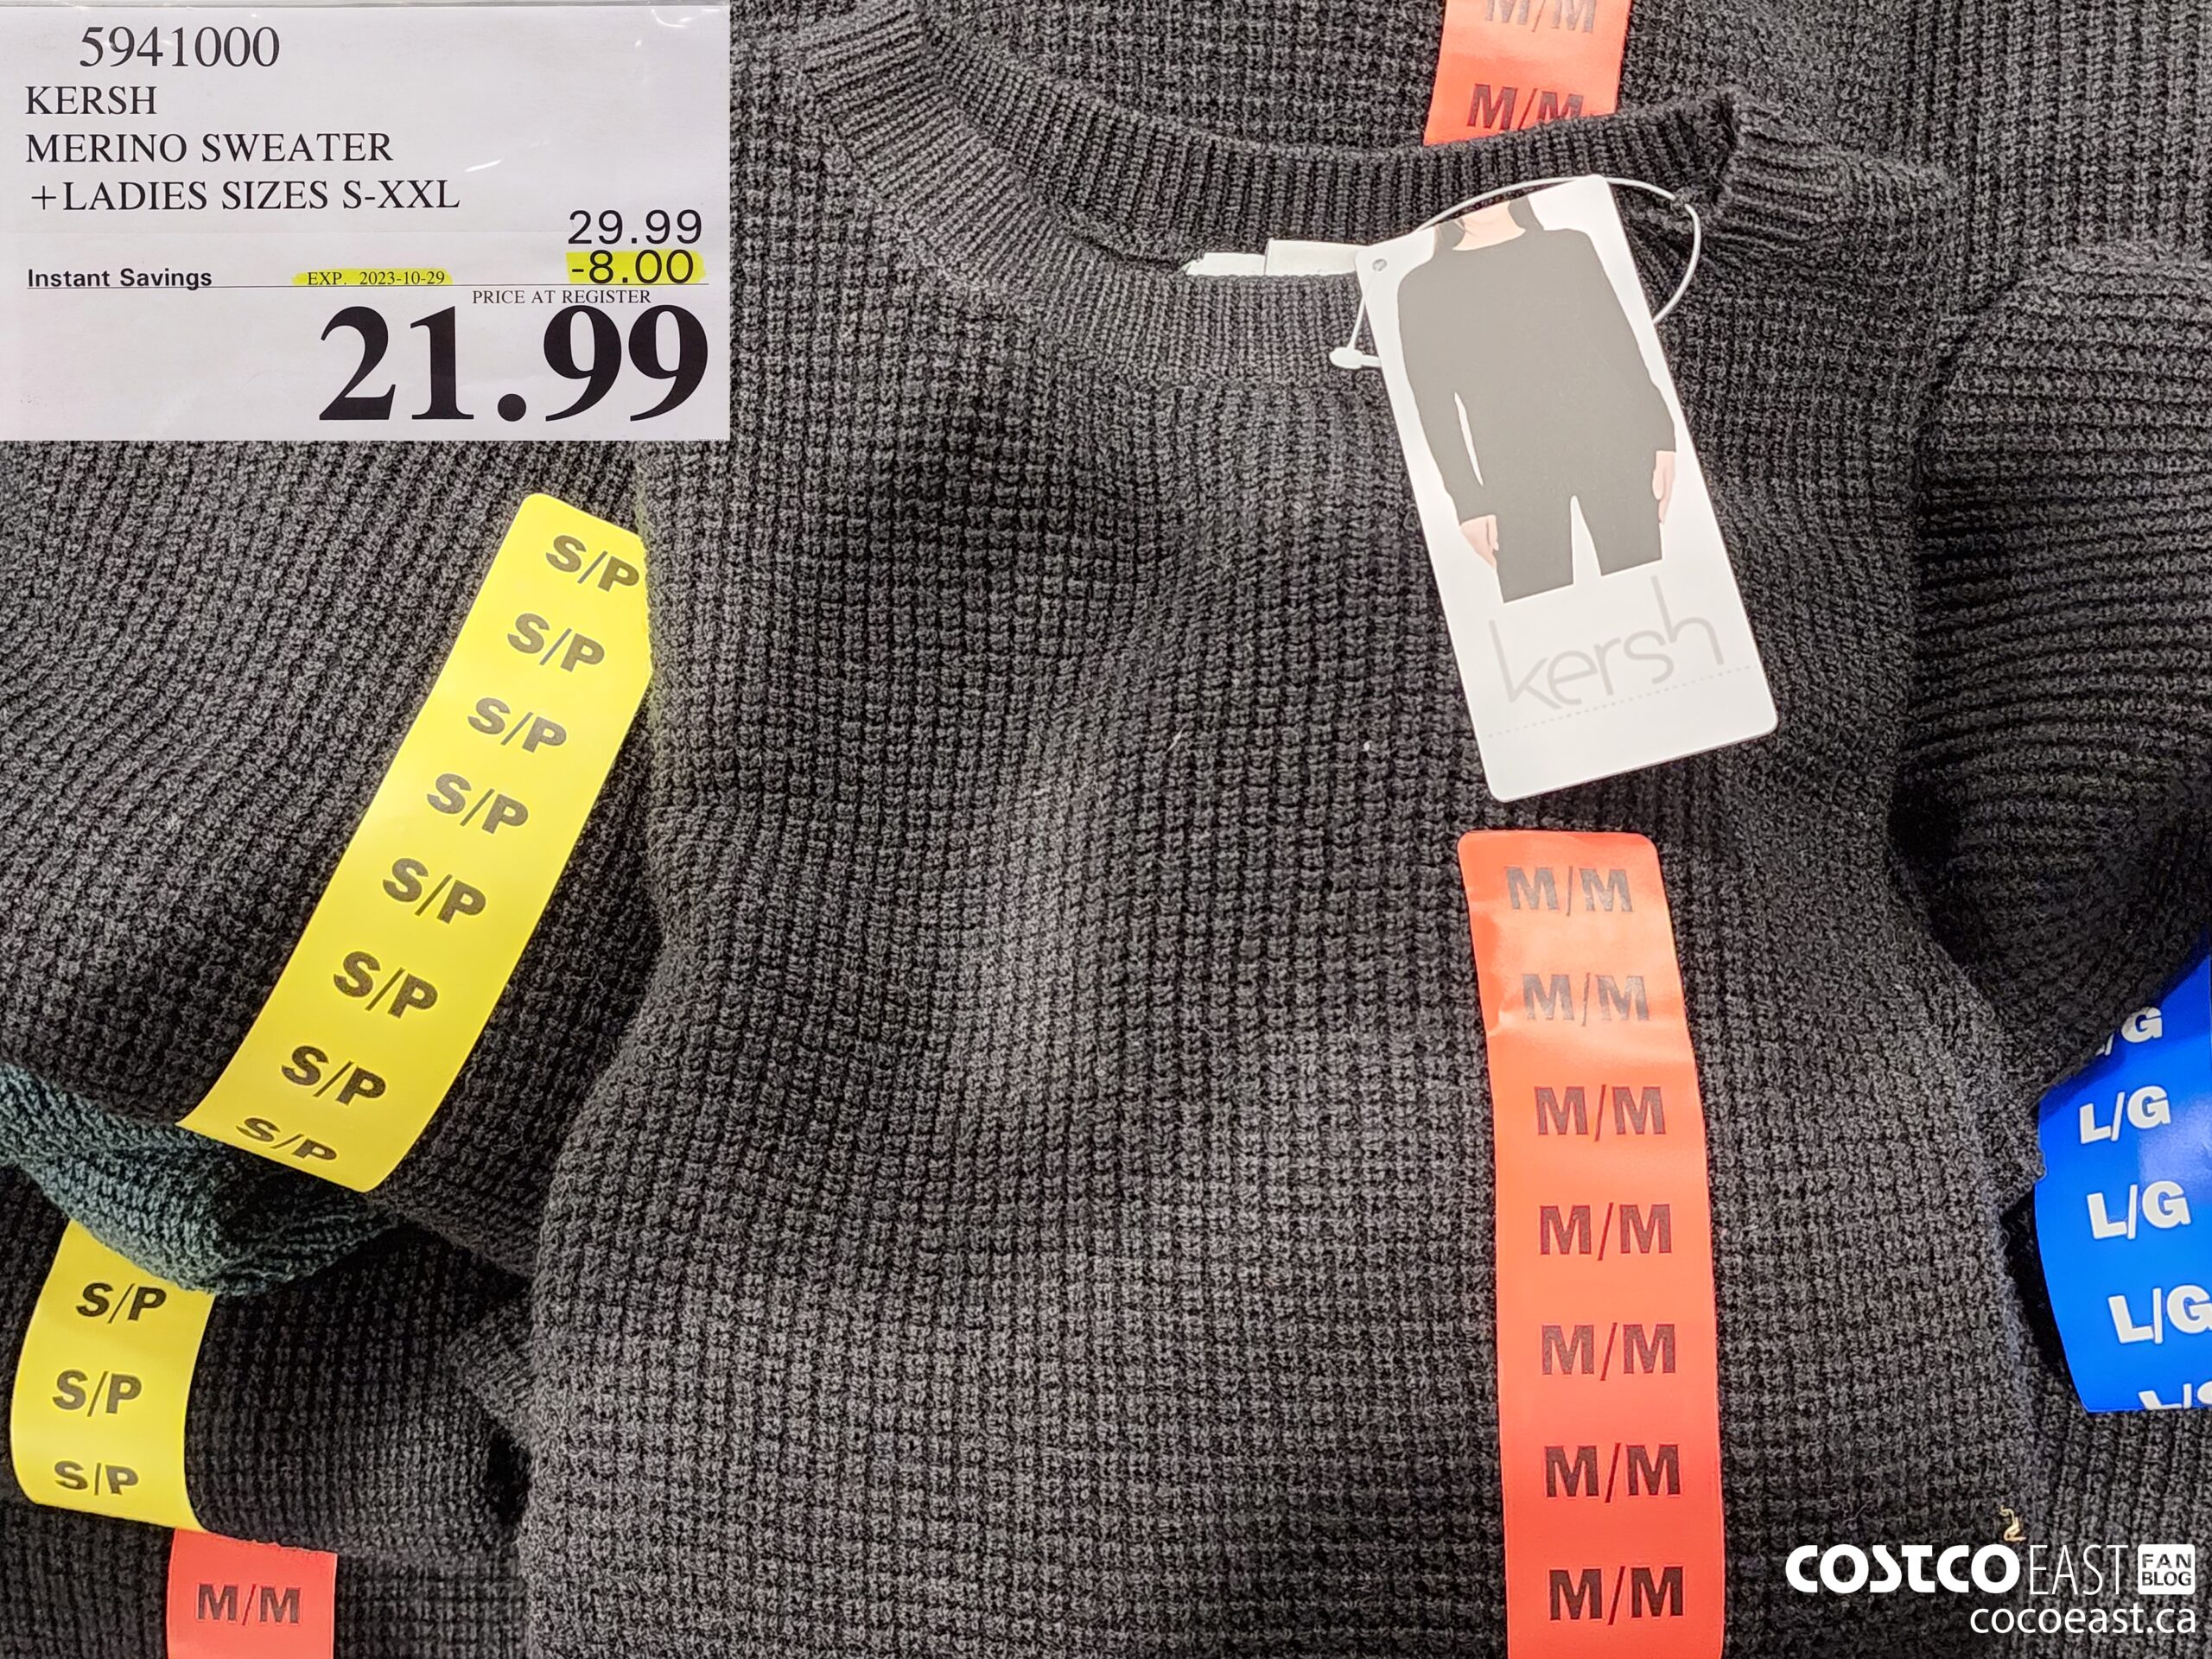 5941000
KERSH
MERINO SWEATER
+LADIES SIZES S-XXL
29.99
Instant Savings EXP. 2023-10-29 -8.00
PRICE AT REGISTER
21.99
M/M
M/M
kersh
S/P
S/P
S/P
S/P
S/P
S/P
S/P
S/P
M/M
M/M
M/M
M/M
M/M
M/M
M/M
L/G
L/G
L/G
S/P
S/P
S/P
M/M
COSTCO EAST FAN BLOG
cocoeast.ca